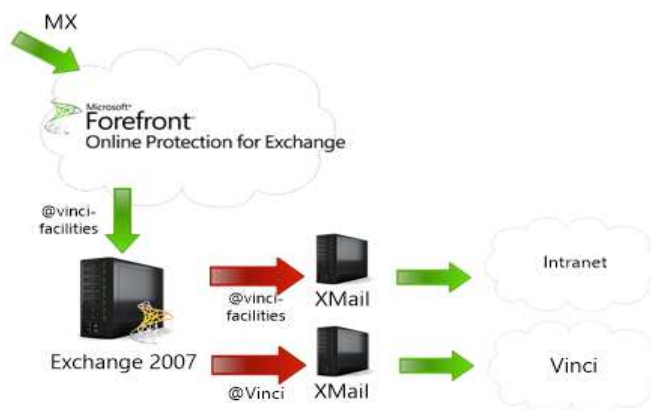 MX
Microsoft
Forefront
Online Protection for Exchange
@vinci-
facilities
Exchange 2007
@vinci-
facilities
XMail
Intranet
@Vinci
XMail
Vinci